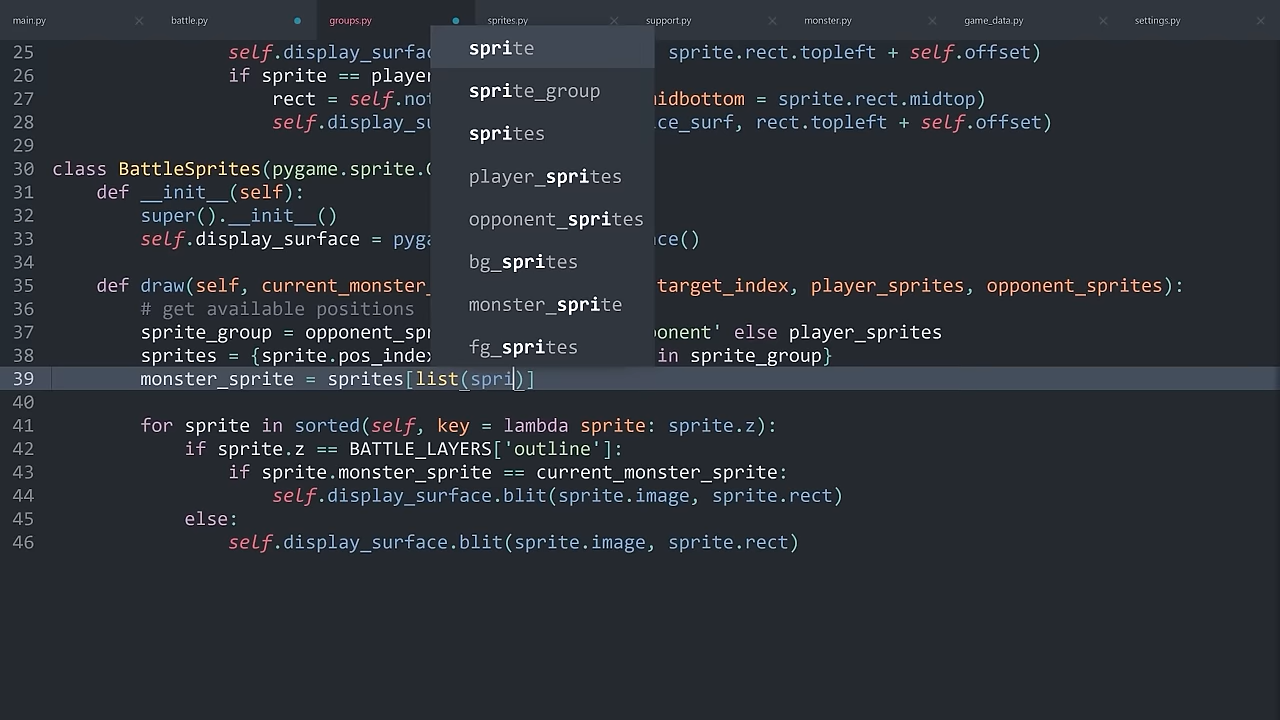 main.py battle.py groups.py sprites.py support.py monster.py game_data.py settings.py
25 self.display_surfa sprite.rect.topleft + self.offset)
26 if sprite == player
27 rect = self.not midbottom = sprite.rect.midtop)
28 self.display_su ce_surf, rect.topleft + self.offset)
29
30 class BattleSprites(pygame.sprite.
31 def __init__(self):
32 super().__init__()
33 self.display_surface = pyga ce()
34
35 def draw(self, current_monster_ target_index, player_sprites, opponent_sprites):
36 # get available positions
37 sprite_group = opponent_spr ponent' else player_sprites
38 sprites = {sprite.pos_index in sprite_group}
39 monster_sprite = sprites[list(spri)]
40
41 for sprite in sorted(self, key = lambda sprite: sprite.z):
42 if sprite.z == BATTLE_LAYERS['outline']:
43 if sprite.monster_sprite == current_monster_sprite:
44 self.display_surface.blit(sprite.image, sprite.rect)
45 else:
46 self.display_surface.blit(sprite.image, sprite.rect)
sprite
sprite_group
sprites
player_sprites
opponent_sprites
bg_sprites
monster_sprite
fg_sprites